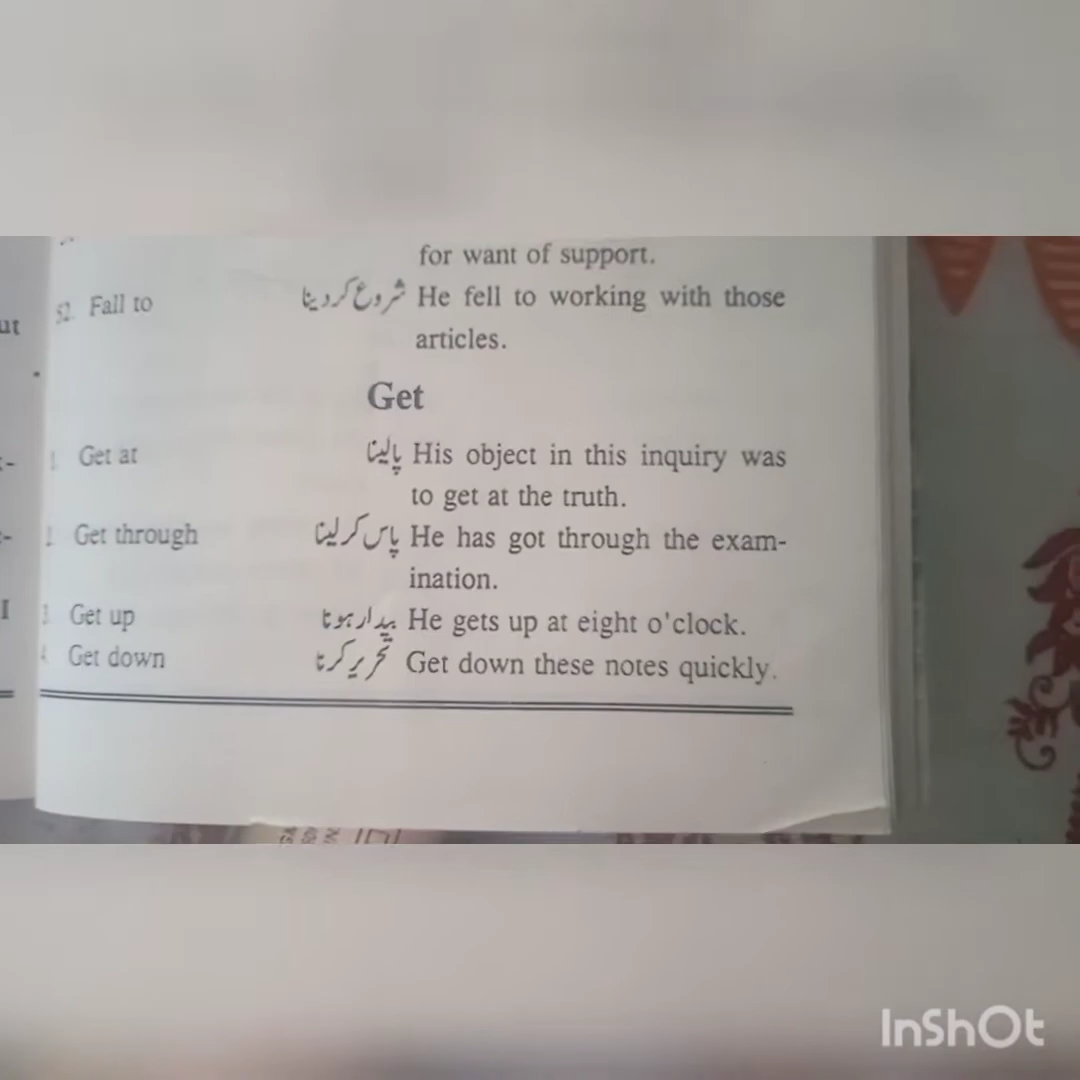 for want of support.
52. Fall to شروع کر دینا He fell to working with those
articles.
Get
1. Get at پالینا His object in this inquiry was
to get at the truth.
2. Get through پاس کر لینا He has got through the exam-
ination.
3. Get up بیدار ہونا He gets up at eight o'clock.
4. Get down تحریر کرنا Get down these notes quickly.
ut
I
InShOt